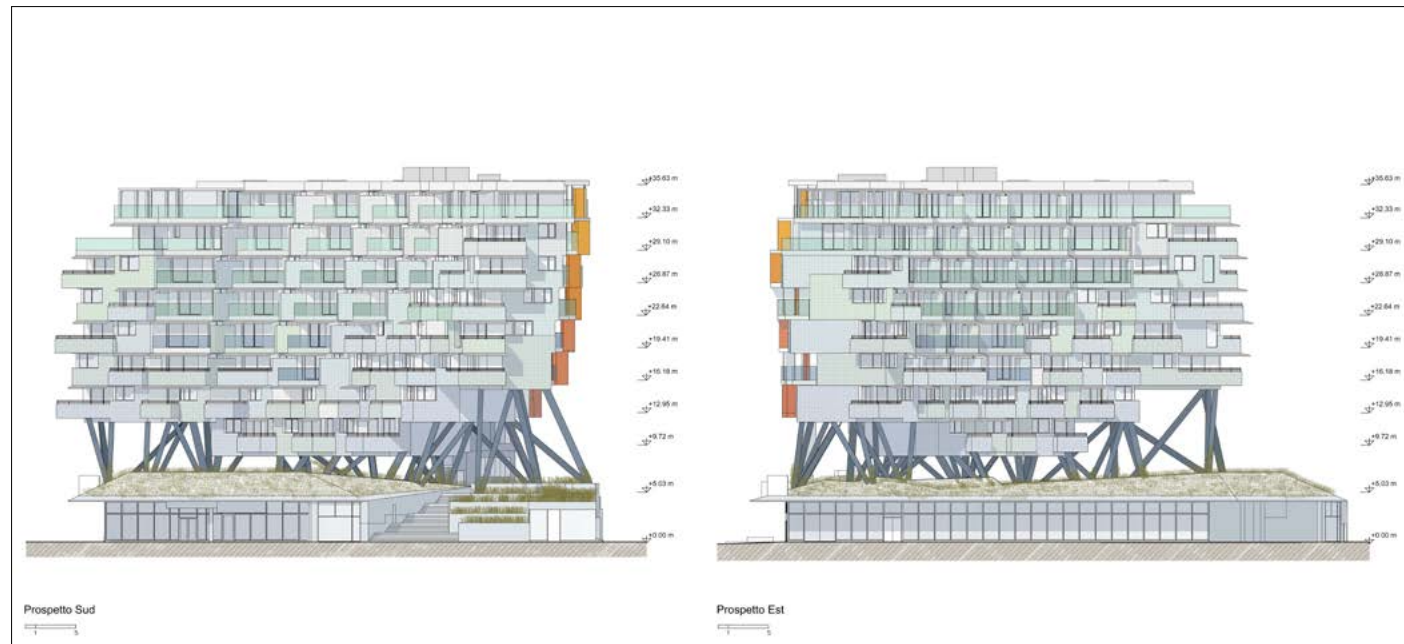 +35.63 m
+32.33 m
+29.10 m
+26.87 m
+22.64 m
+19.41 m
+16.18 m
+12.95 m
+9.72 m
+5.03 m
+0.00 m
Prospetto Sud
1 5
+35.63 m
+32.33 m
+29.10 m
+26.87 m
+22.64 m
+19.41 m
+16.18 m
+12.95 m
+9.72 m
+5.03 m
+0.00 m
Prospetto Est
1 5